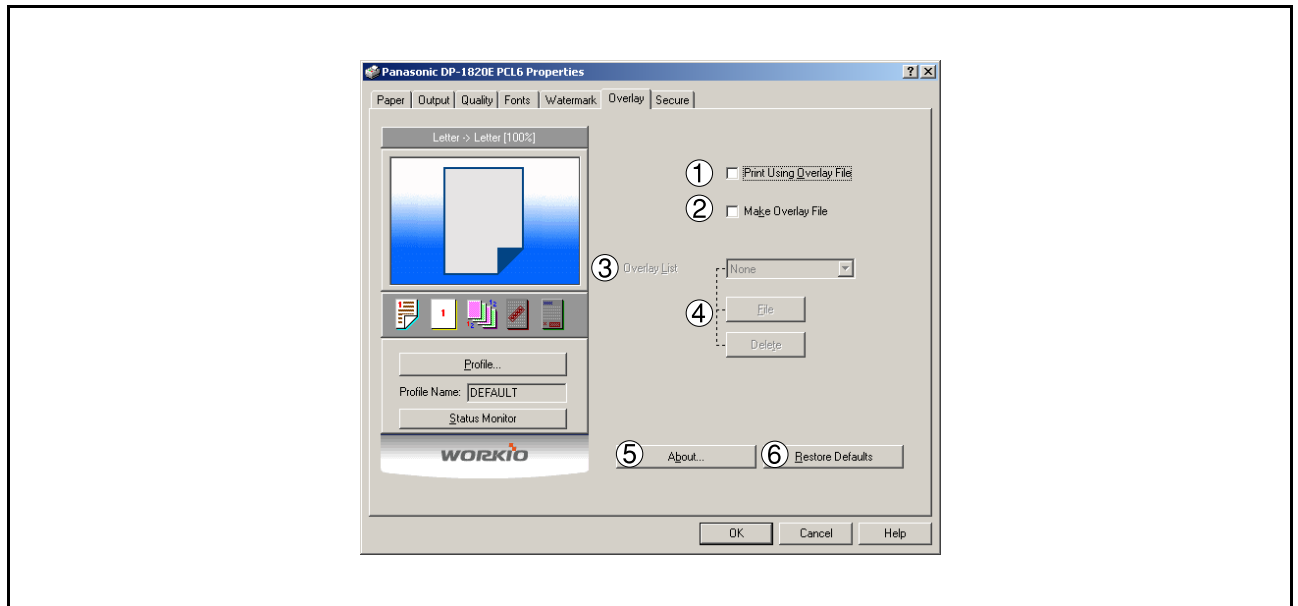 Panasonic DP-1820E PCL6 Properties
Paper Output Quality Fonts Watermark Overlay Secure
Letter -> Letter [100%]
① Print Using Overlay File
② Make Overlay File
③ Overlay List None
④ File
Delete
Profile...
Profile Name: DEFAULT
Status Monitor
WORKIO
⑤ About... ⑥ Restore Defaults
OK Cancel Help